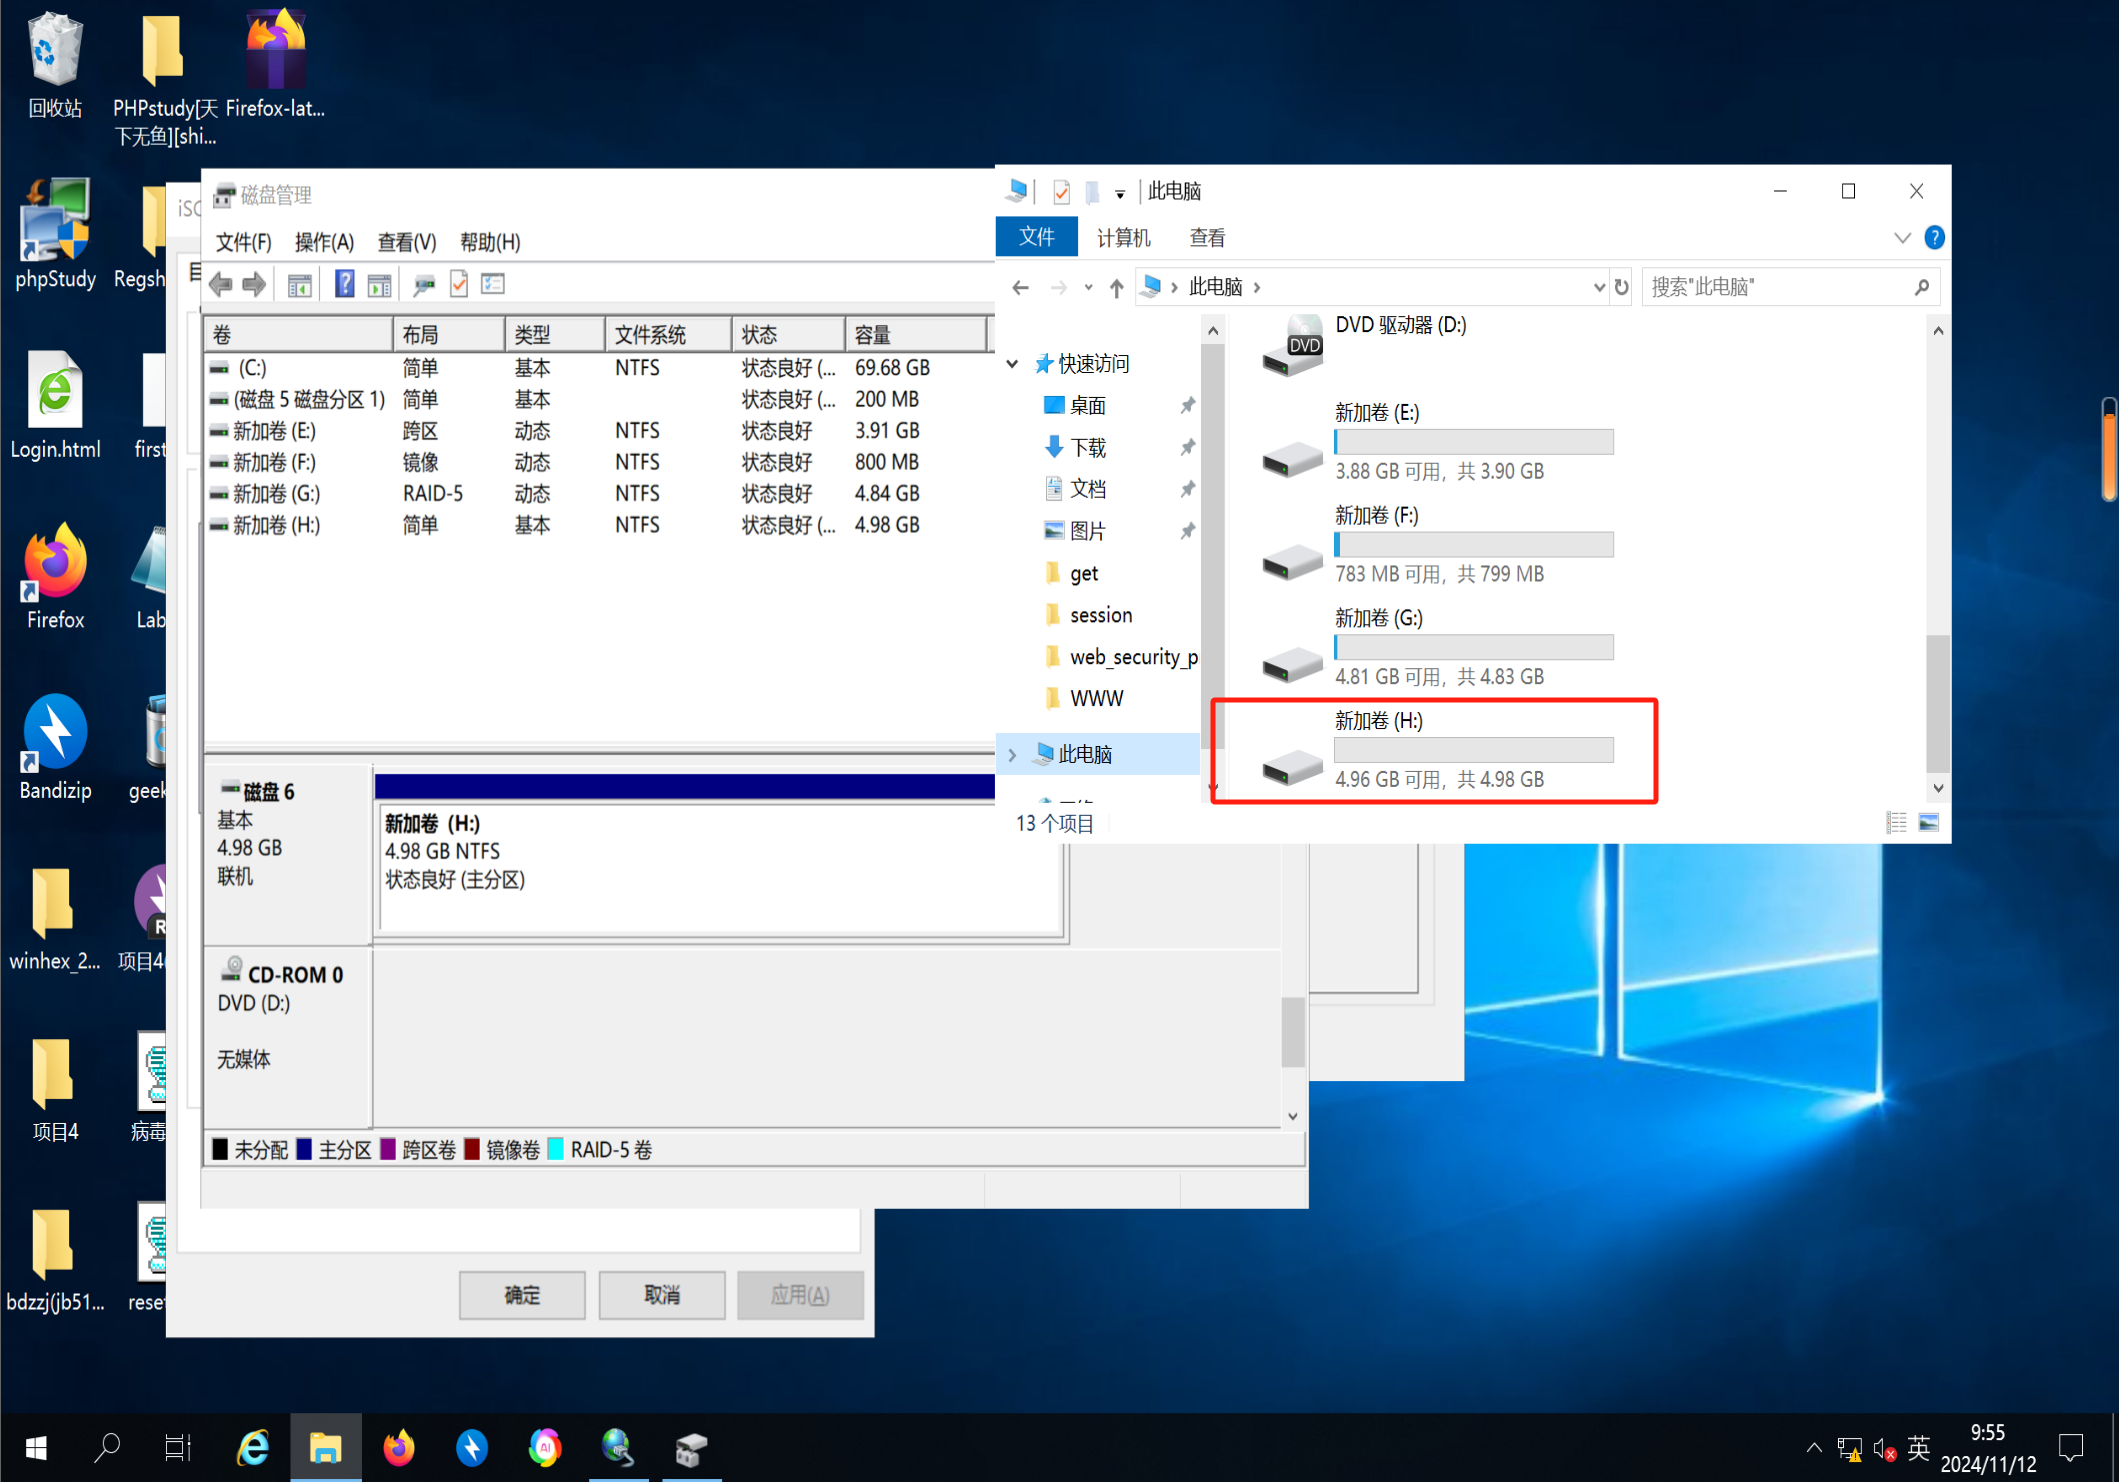 回收站
PHPstudy[天
下无鱼][shi...
Firefox-lat...
phpStudy
Regsh
Login.html
first
Firefox
Lab
Bandizip
geek
winhex_2...
项目4
项目4
病毒
bdzzj(jb51...
rese
iSC
磁盘管理
文件(F) 操作(A) 查看(V) 帮助(H)
卷 布局 类型 文件系统 状态 容量
(C:) 简单 基本 NTFS 状态良好 (... 69.68 GB
(磁盘 5 磁盘分区 1) 简单 基本 状态良好 (... 200 MB
新加卷 (E:) 跨区 动态 NTFS 状态良好 3.91 GB
新加卷 (F:) 镜像 动态 NTFS 状态良好 800 MB
新加卷 (G:) RAID-5 动态 NTFS 状态良好 4.84 GB
新加卷 (H:) 简单 基本 NTFS 状态良好 (... 4.98 GB
磁盘 6
基本
4.98 GB
联机
新加卷 (H:)
4.98 GB NTFS
状态良好 (主分区)
CD-ROM 0
DVD (D:)
无媒体
未分配 主分区 跨区卷 镜像卷 RAID-5 卷
确定 取消 应用(A)
此电脑
文件 计算机 查看
此电脑
搜索"此电脑"
快速访问
桌面
下载
文档
图片
get
session
web_security_p
WWW
此电脑
DVD 驱动器 (D:)
DVD
新加卷 (E:)
3.88 GB 可用，共 3.90 GB
新加卷 (F:)
783 MB 可用，共 799 MB
新加卷 (G:)
4.81 GB 可用，共 4.83 GB
新加卷 (H:)
4.96 GB 可用，共 4.98 GB
13 个项目
AI
英
9:55
2024/11/12